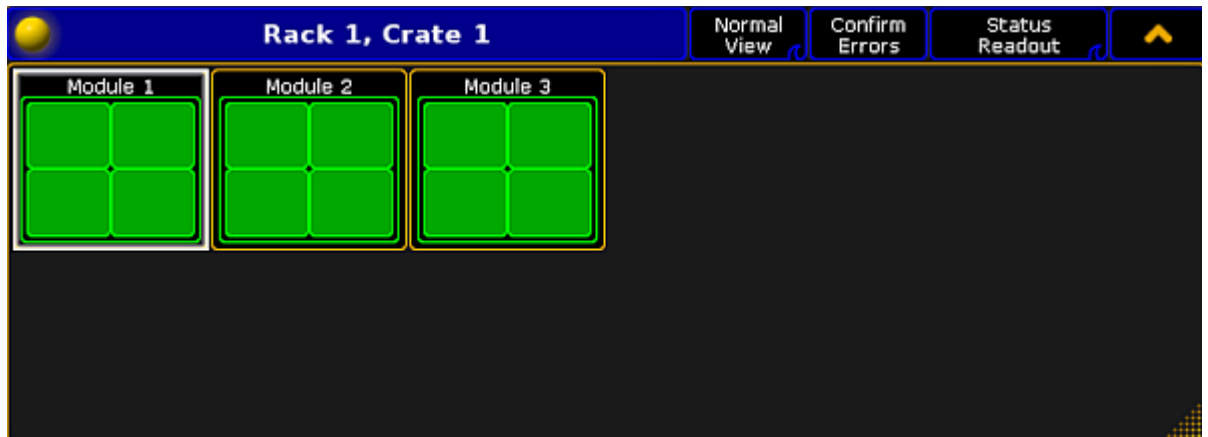 Rack 1, Crate 1
Normal
View
Confirm
Errors
Status
Readout
Module 1
Module 2
Module 3